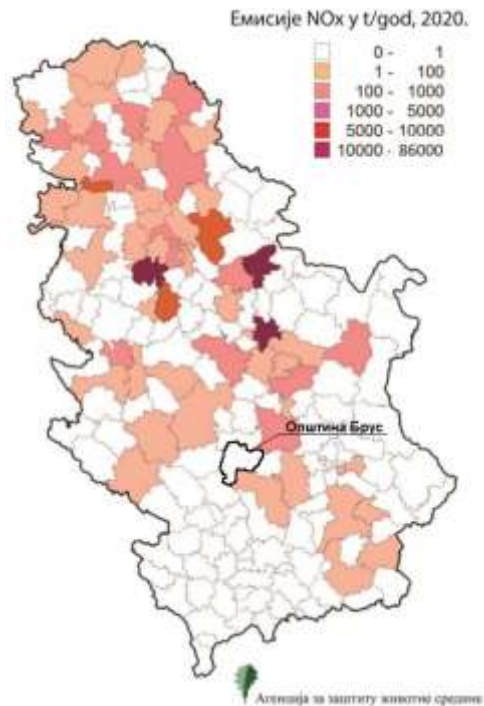 Емисије NOx у t/год, 2020.
0 - 1
1 - 100
100 - 1000
1000 - 5000
5000 - 10000
10000 - 86000
Општина Брус
Агенција за заштиту животне средине